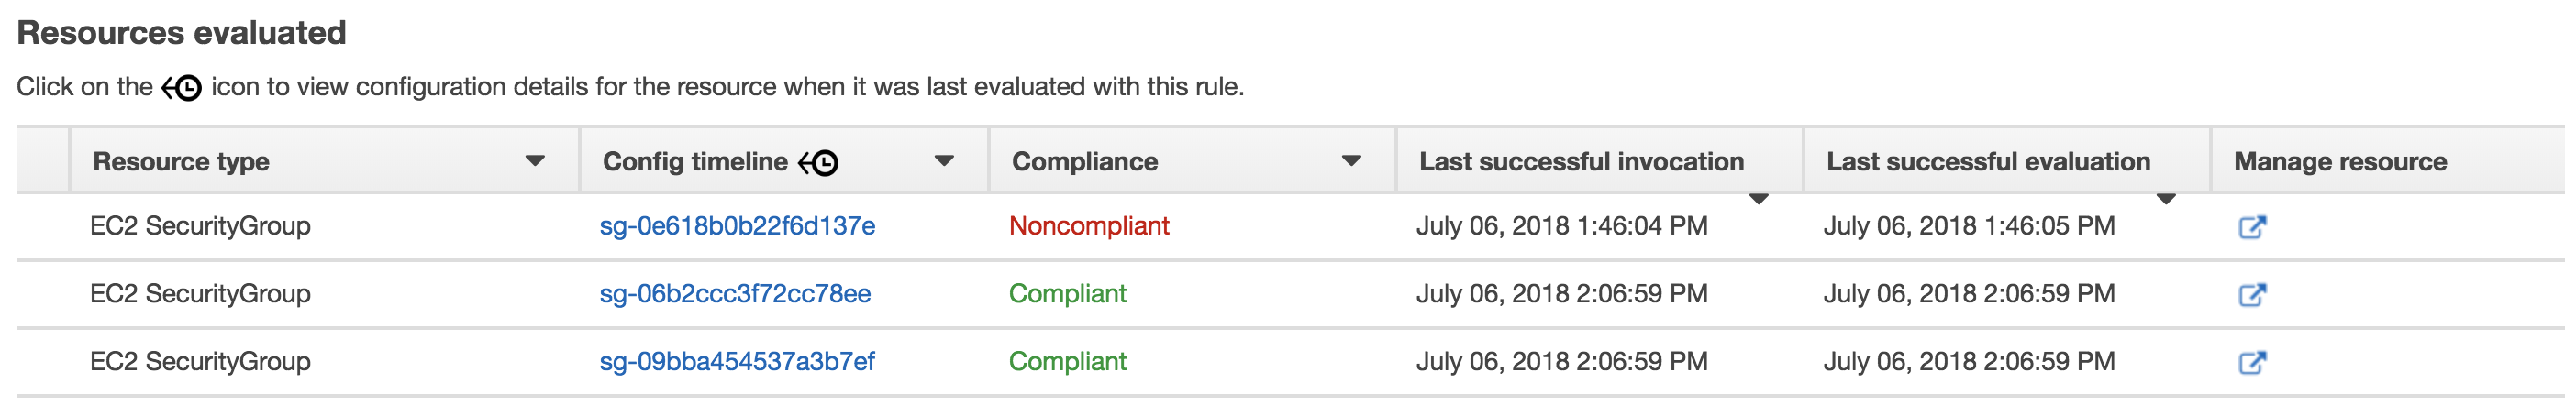 Resources evaluated
Click on the icon to view configuration details for the resource when it was last evaluated with this rule.
Resource type Config timeline Compliance Last successful invocation Last successful evaluation Manage resource
EC2 SecurityGroup sg-0e618b0b22f6d137e Noncompliant July 06, 2018 1:46:04 PM July 06, 2018 1:46:05 PM
EC2 SecurityGroup sg-06b2ccc3f72cc78ee Compliant July 06, 2018 2:06:59 PM July 06, 2018 2:06:59 PM
EC2 SecurityGroup sg-09bba454537a3b7ef Compliant July 06, 2018 2:06:59 PM July 06, 2018 2:06:59 PM